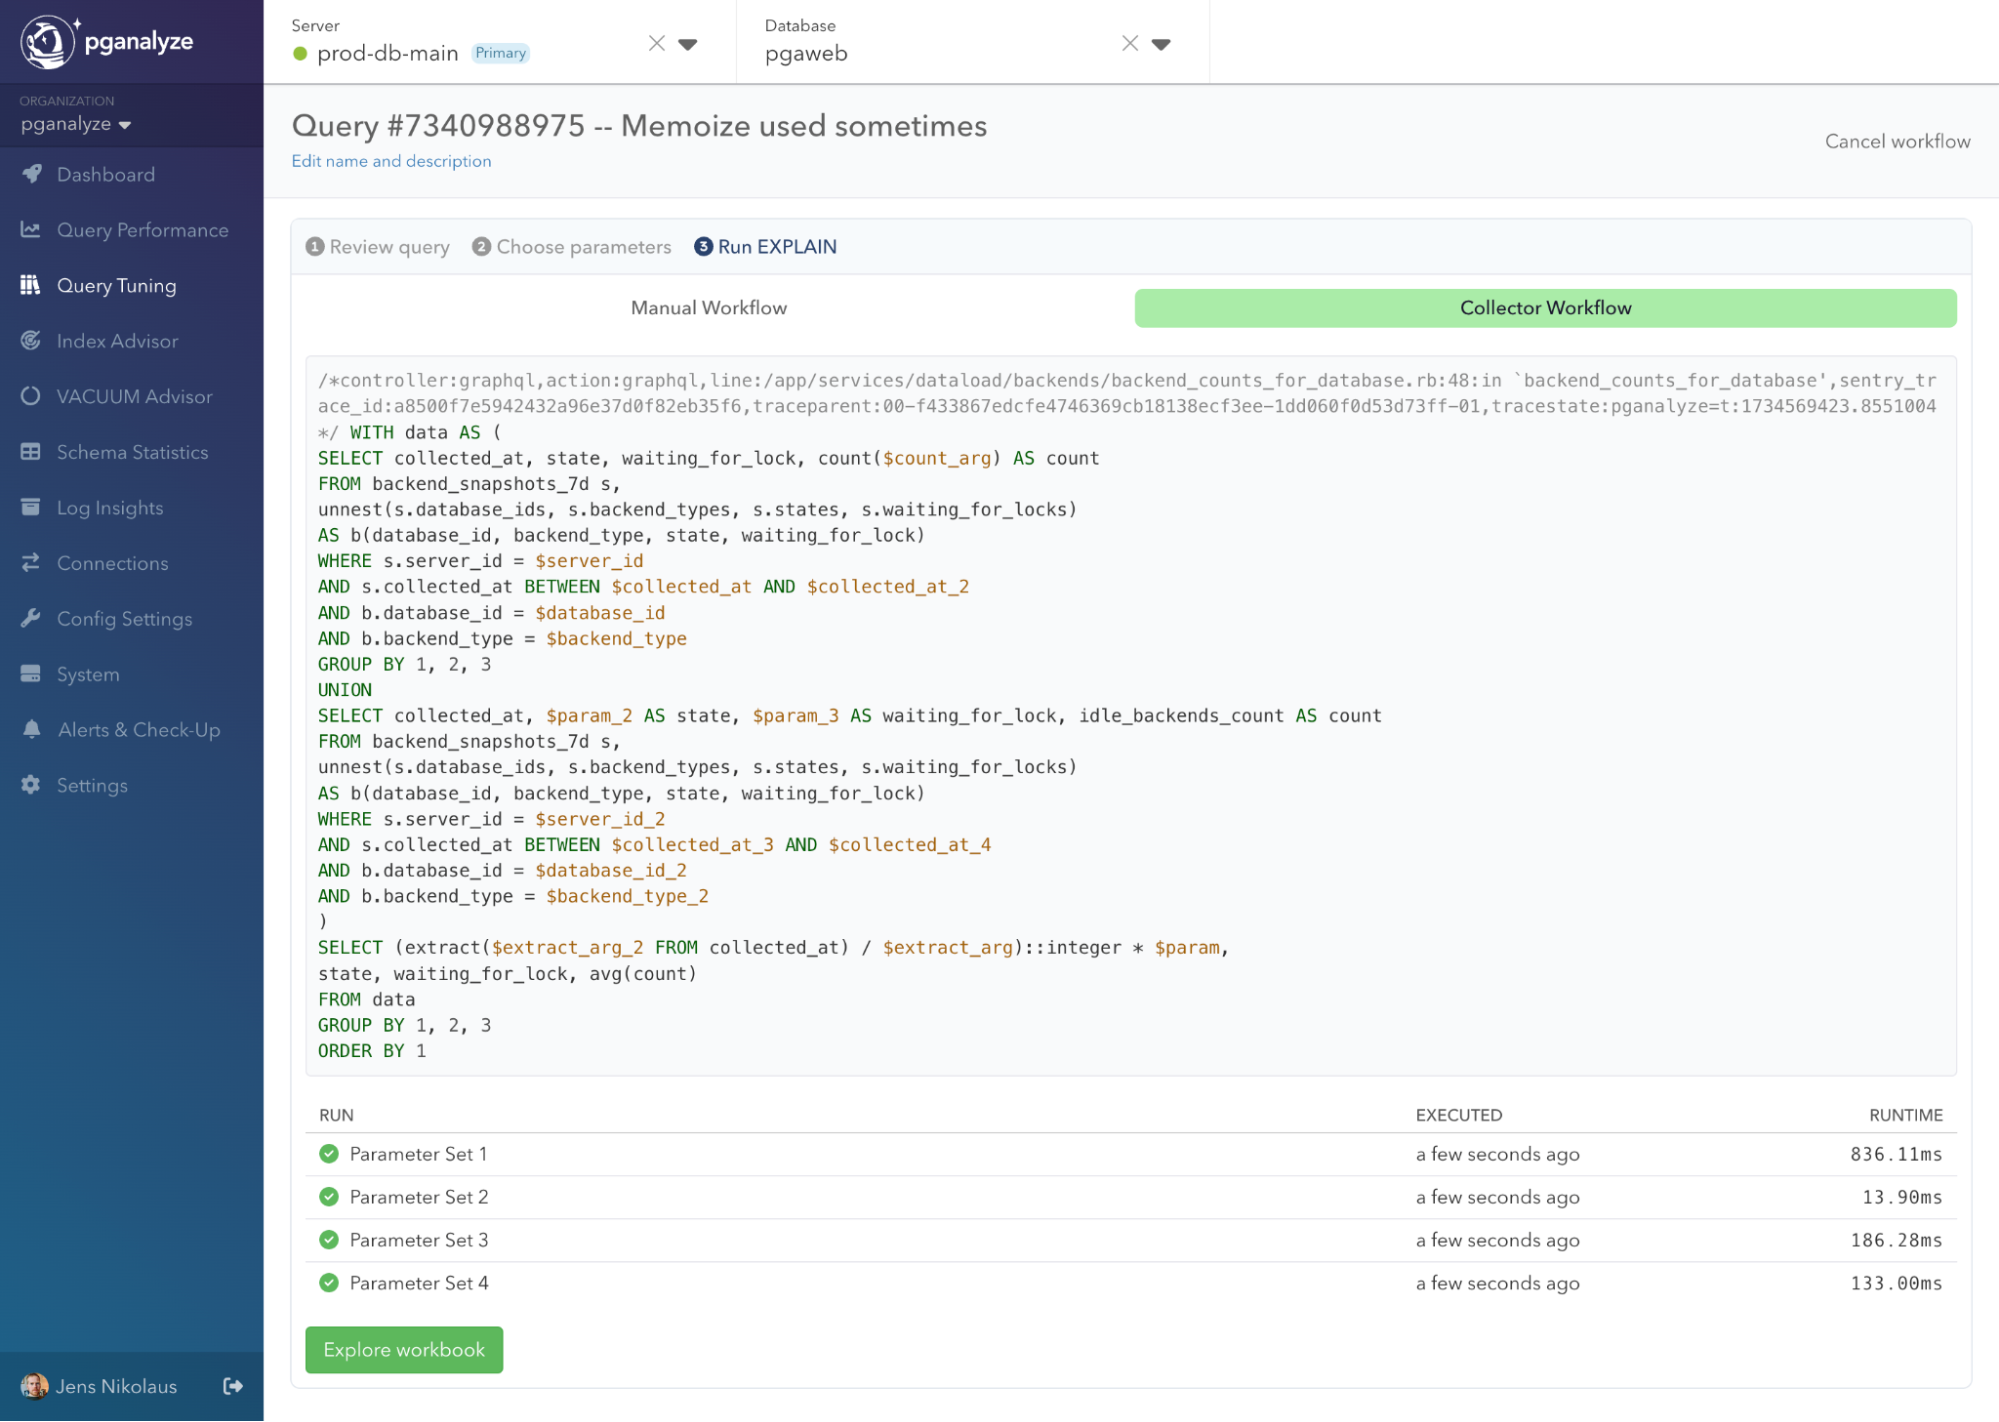 pganalyze
Server
prod-db-main Primary
Database
pgaweb
ORGANIZATION
pganalyze
Dashboard
Query Performance
Query Tuning
Index Advisor
VACUUM Advisor
Schema Statistics
Log Insights
Connections
Config Settings
System
Alerts & Check-Up
Settings
Jens Nikolaus
Query #7340988975 -- Memoize used sometimes
Edit name and description
Cancel workflow
1 Review query 2 Choose parameters 3 Run EXPLAIN
Manual Workflow
Collector Workflow
/*controller:graphql,action:graphql,line:/app/services/dataload/backends/backend_counts_for_database.rb:48:in `backend_counts_for_database',sentry_tr
ace_id:a8500f7e5942432a96e37d0f82eb35f6,traceparent:00-f433867edcfe4746369cb18138ecf3ee-1dd060f0d53d73ff-01,tracestate:pganalyze=t:1734569423.8551004
*/ WITH data AS (
SELECT collected_at, state, waiting_for_lock, count($count_arg) AS count
FROM backend_snapshots_7d s,
unnest(s.database_ids, s.backend_types, s.states, s.waiting_for_locks)
AS b(database_id, backend_type, state, waiting_for_lock)
WHERE s.server_id = $server_id
AND s.collected_at BETWEEN $collected_at AND $collected_at_2
AND b.database_id = $database_id
AND b.backend_type = $backend_type
GROUP BY 1, 2, 3
UNION
SELECT collected_at, $param_2 AS state, $param_3 AS waiting_for_lock, idle_backends_count AS count
FROM backend_snapshots_7d s,
unnest(s.database_ids, s.backend_types, s.states, s.waiting_for_locks)
AS b(database_id, backend_type, state, waiting_for_lock)
WHERE s.server_id = $server_id_2
AND s.collected_at BETWEEN $collected_at_3 AND $collected_at_4
AND b.database_id = $database_id_2
AND b.backend_type = $backend_type_2
)
SELECT (extract($extract_arg_2 FROM collected_at) / $extract_arg)::integer * $param,
state, waiting_for_lock, avg(count)
FROM data
GROUP BY 1, 2, 3
ORDER BY 1
RUN EXECUTED RUNTIME
Parameter Set 1 a few seconds ago 836.11ms
Parameter Set 2 a few seconds ago 13.90ms
Parameter Set 3 a few seconds ago 186.28ms
Parameter Set 4 a few seconds ago 133.00ms
Explore workbook